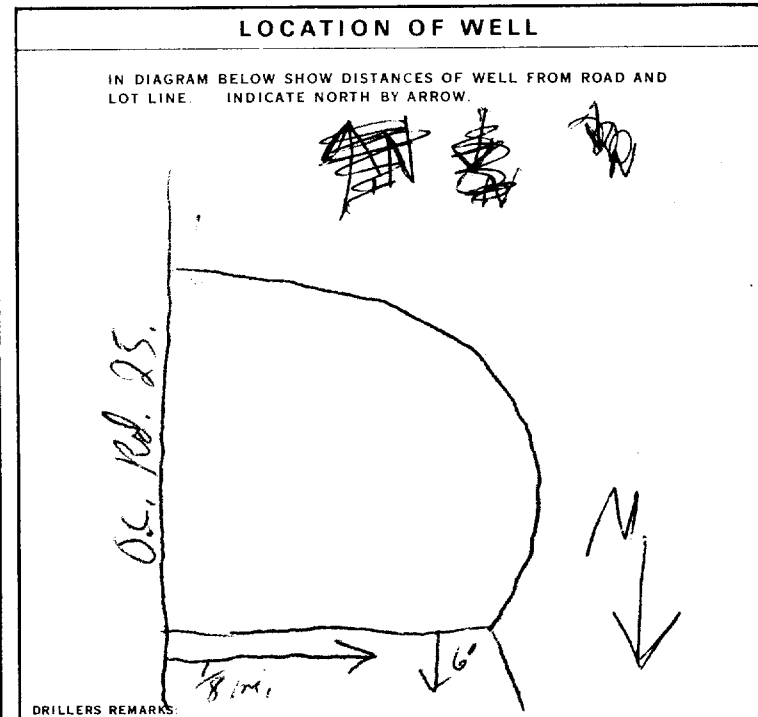 LOCATION OF WELL
IN DIAGRAM BELOW SHOW DISTANCES OF WELL FROM ROAD AND
LOT LINE. INDICATE NORTH BY ARROW.
O.C. Rd. 25.
N
1/8 mi.
6'
DRILLERS REMARKS: